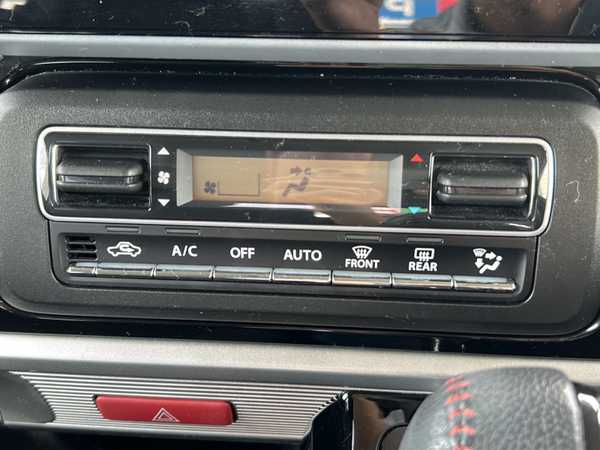 A/C OFF AUTO FRONT REAR